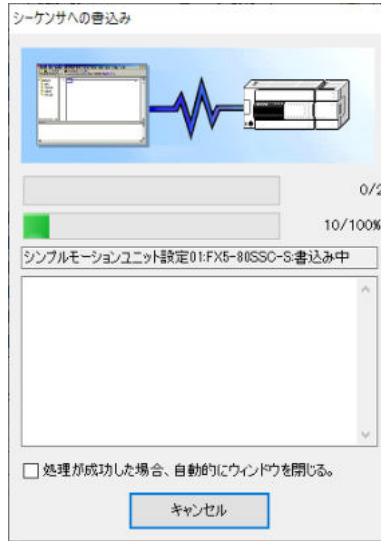 シーケンサへの書込み
0/2
10/100%
シンプルモーションユニット設定01:FX5-80SSC-S:書込み中
処理が成功した場合、自動的にウィンドウを閉じる。
キャンセル